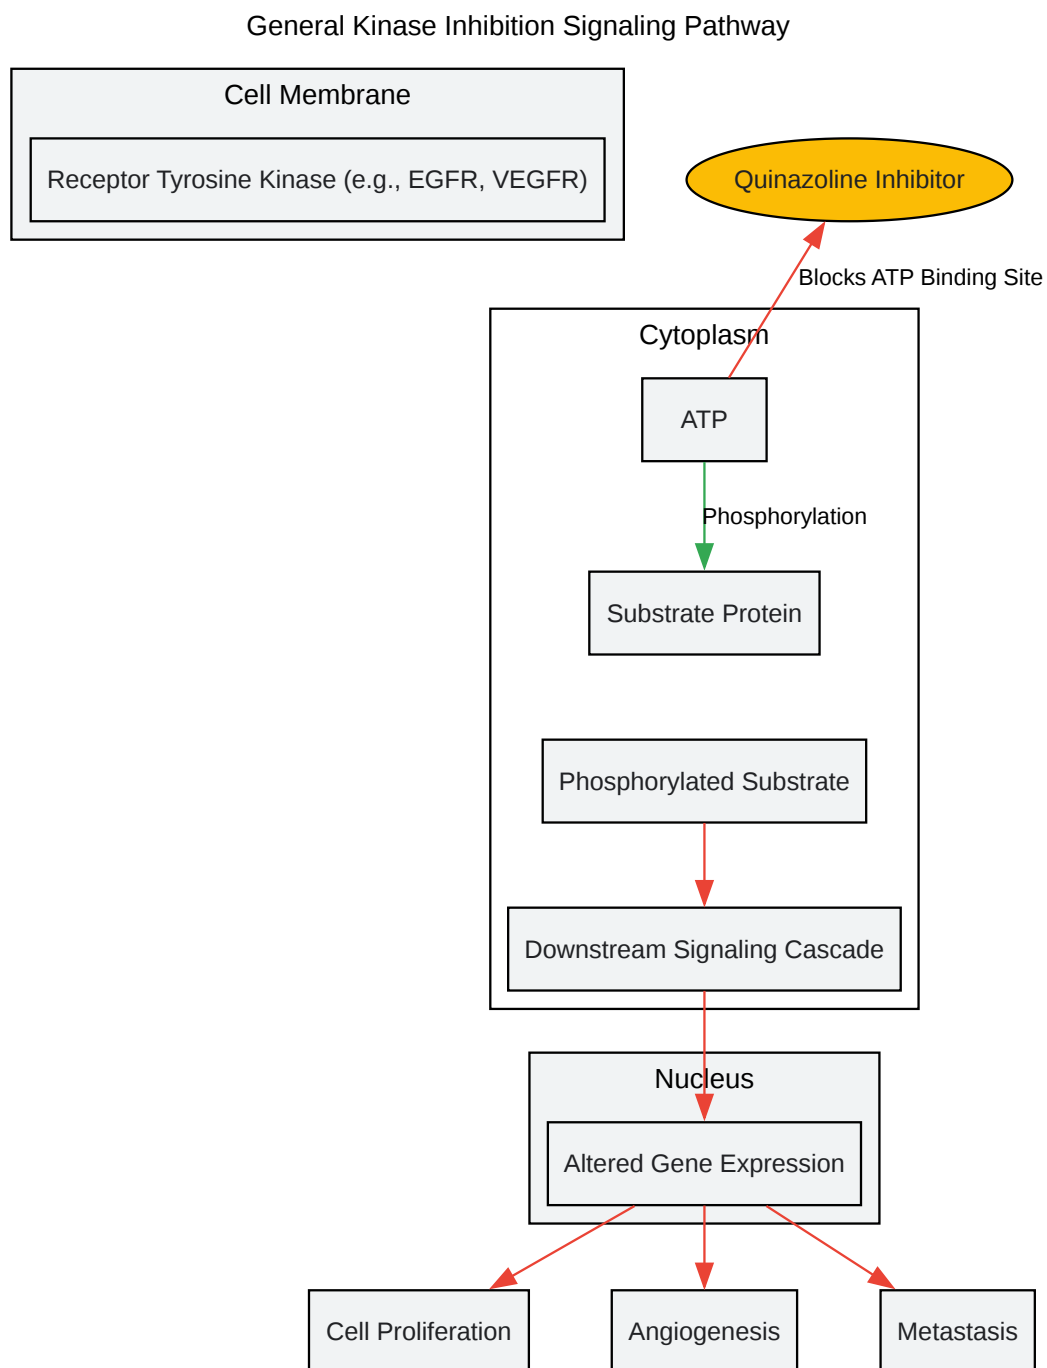 General Kinase Inhibition Signaling Pathway
Cell Membrane
Receptor Tyrosine Kinase (e.g., EGFR, VEGFR)
Quinazoline Inhibitor
Blocks ATP Binding Site
Cytoplasm
ATP
Phosphorylation
Substrate Protein
Phosphorylated Substrate
Downstream Signaling Cascade
Nucleus
Altered Gene Expression
Cell Proliferation
Angiogenesis
Metastasis